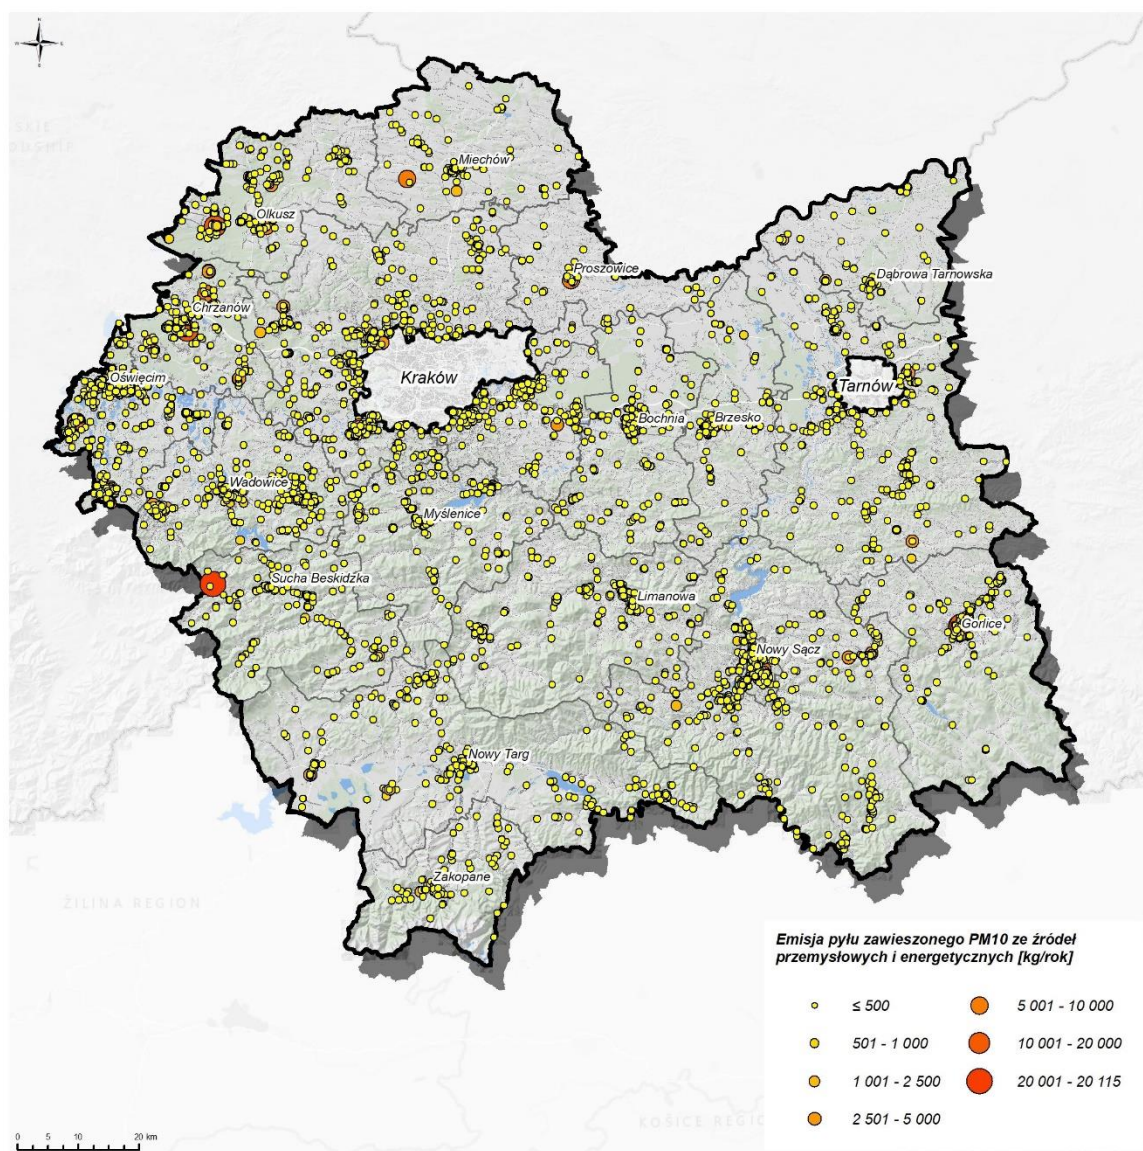 N
W E
S
Miechów
Olkusz
Proszowice
Dąbrowa Tarnowska
Chrzanów
Kraków
Oświęcim
Tarnów
Bochnia
Brzesko
Wadowice
Myślenice
Sucha Beskidzka
Limanowa
Gorlice
Nowy Sącz
Nowy Targ
Zakopane
ŽILINA REGION
Emisja pyłu zawieszonego PM10 ze źródeł
przemysłowych i energetycznych [kg/rok]
≤ 500
5 001 - 10 000
501 - 1 000
10 001 - 20 000
1 001 - 2 500
20 001 - 20 115
2 501 - 5 000
KOŠICE REGIO
0 5 10 20 km